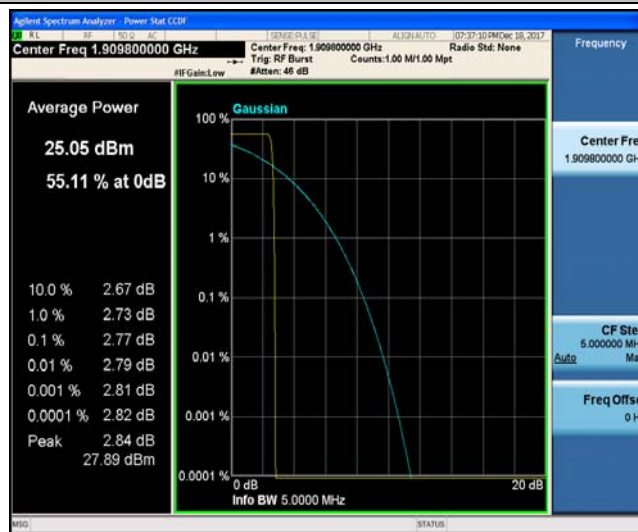 Agilent Spectrum Analyzer - Power Stat CCDF
RL RF 50 Ω AC SENSE:PULSE ALIGN AUTO 07:37:10 PM Dec 18, 2017
Center Freq 1.909800000 GHz
Center Freq: 1.909800000 GHz Radio Std: None
Trig: RF Burst Counts:1.00 M/1.00 Mpt
#IFGain:Low #Atten: 46 dB
Frequency
Average Power
25.05 dBm
55.11 % at 0dB
10.0 % 2.67 dB
1.0 % 2.73 dB
0.1 % 2.77 dB
0.01 % 2.79 dB
0.001 % 2.81 dB
0.0001 % 2.82 dB
Peak 2.84 dB
27.89 dBm
Gaussian
100 %
10 %
1 %
0.1 %
0.01 %
0.001 %
0.0001 %
0 dB 20 dB
Info BW 5.0000 MHz
Center Fre
1.909800000 GH
CF Ste
5.000000 MH
Auto Ma
Freq Offs
0 H
MSG STATUS